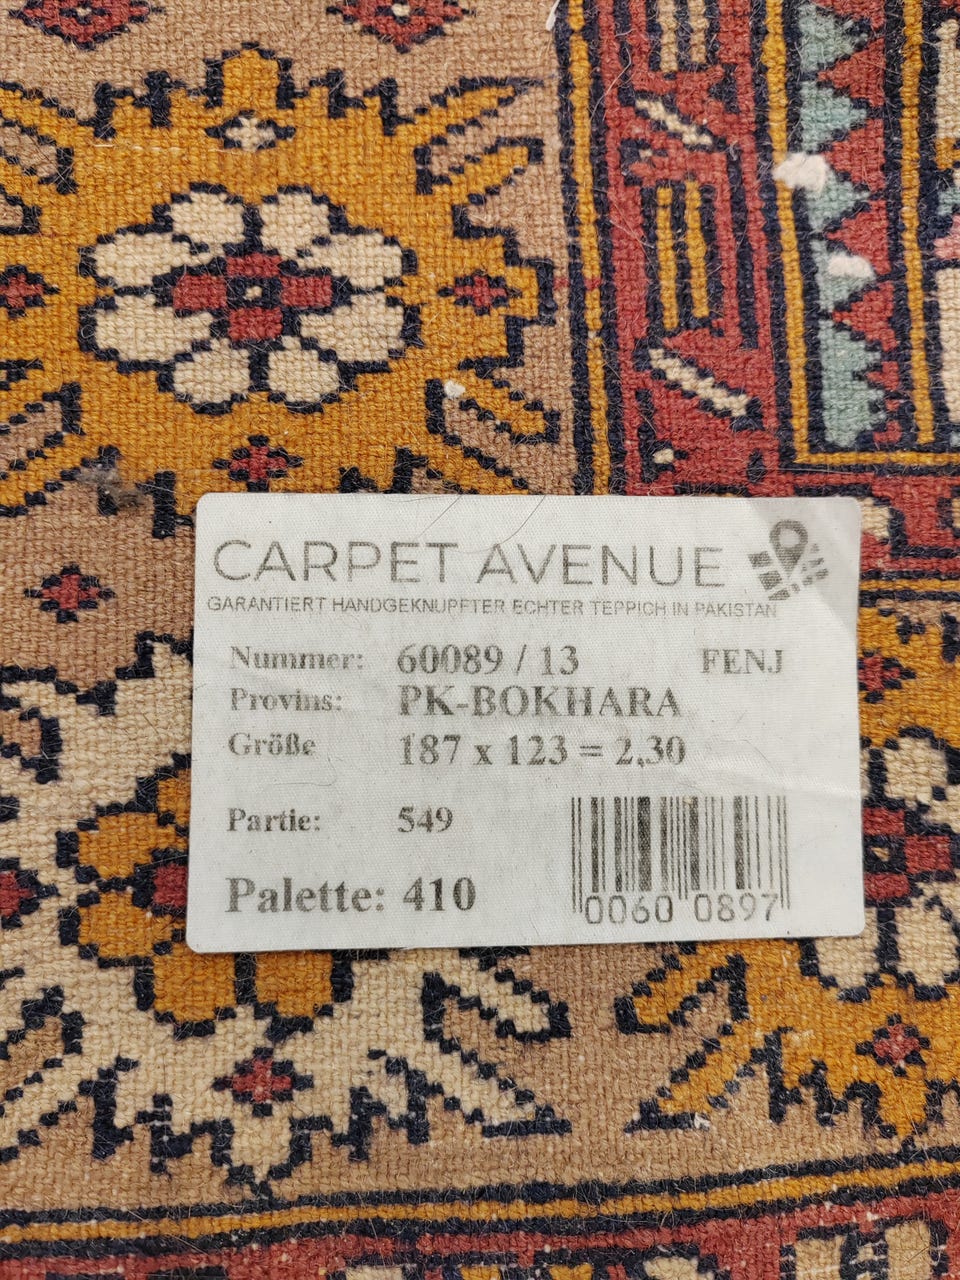 CARPET AVENUE
GARANTIERT HANDGEKNUPFTER ECHTER TEPPICH IN PAKISTAN
Nummer: 60089 / 13 FENJ
Provins: PK-BOKHARA
Größe 187 x 123 = 2,30
Partie: 549
Palette: 410
0060 0897